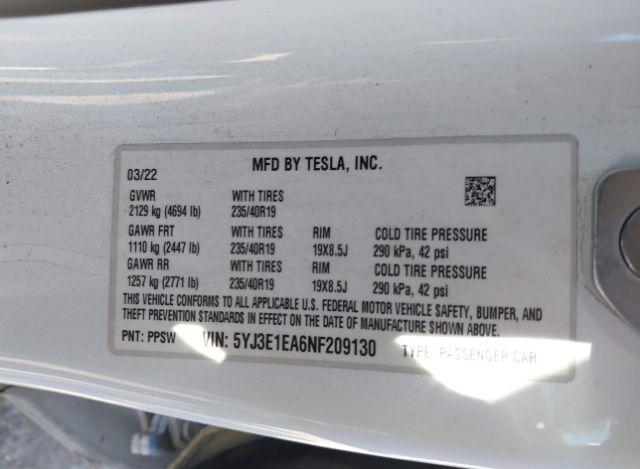 MFD BY TESLA, INC.
03/22
GVWR WITH TIRES
2129 kg (4694 lb) 235/40R19
GAWR FRT WITH TIRES RIM COLD TIRE PRESSURE
1110 kg (2447 lb) 235/40R19 19X8.5J 290 kPa, 42 psi
GAWR RR WITH TIRES RIM COLD TIRE PRESSURE
1257 kg (2771 lb) 235/40R19 19X8.5J 290 kPa, 42 psi
THIS VEHICLE CONFORMS TO ALL APPLICABLE U.S. FEDERAL MOTOR VEHICLE SAFETY, BUMPER, AND
THEFT PREVENTION STANDARDS IN EFFECT ON THE DATE OF MANUFACTURE SHOWN ABOVE.
PNT: PPSW VIN: 5YJ3E1EA6NF209130 TYPE: PASSENGER CAR